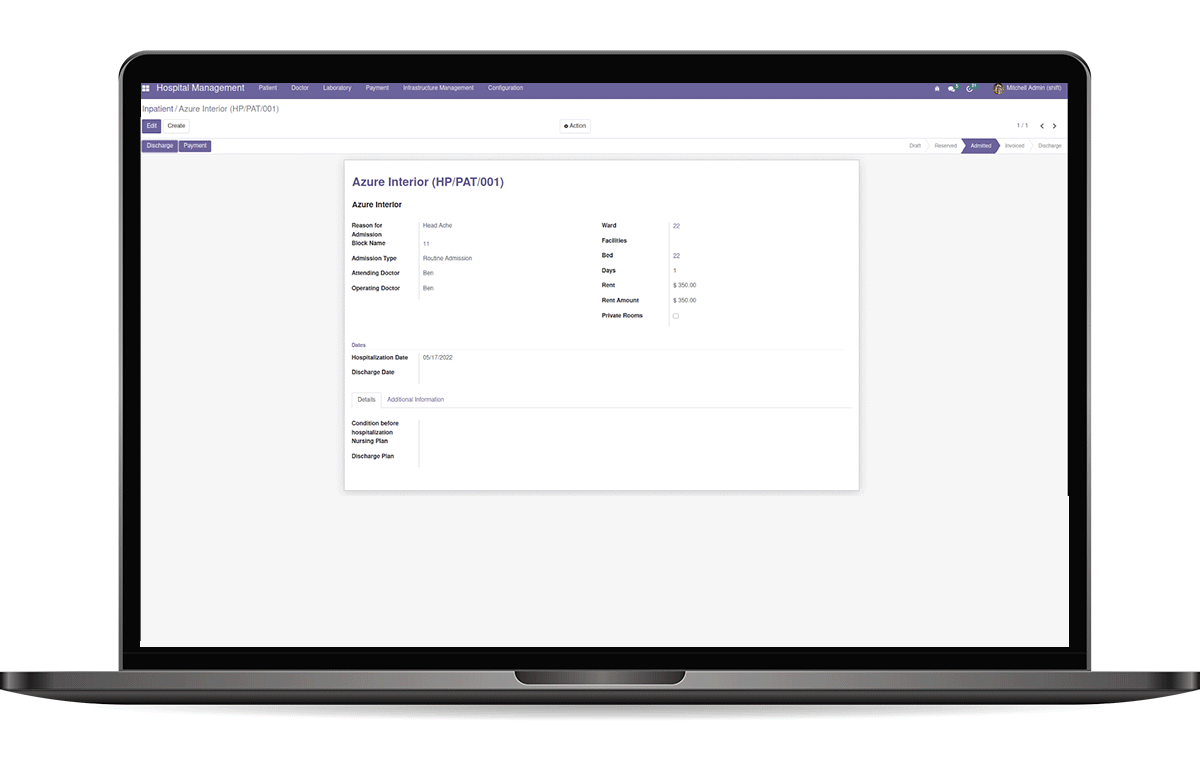 Hospital Management Patient Doctor Laboratory Payment Infrastructure Management Configuration Mitchell Admin (shift)
Inpatient / Azure Interior (HP/PAT/001)
Edit Create Action 1 / 1
Discharge Payment Draft Reserved Admitted Invoiced Discharge
Azure Interior (HP/PAT/001)
Azure Interior
Reason for Admission Head Ache
Block Name 11
Admission Type Routine Admission
Attending Doctor Ben
Operating Doctor Ben
Ward 22
Facilities
Bed 22
Days 1
Rent $ 350.00
Rent Amount $ 350.00
Private Rooms
Dates
Hospitalization Date 05/17/2022
Discharge Date
Details Additional Information
Condition before hospitalization
Nursing Plan
Discharge Plan